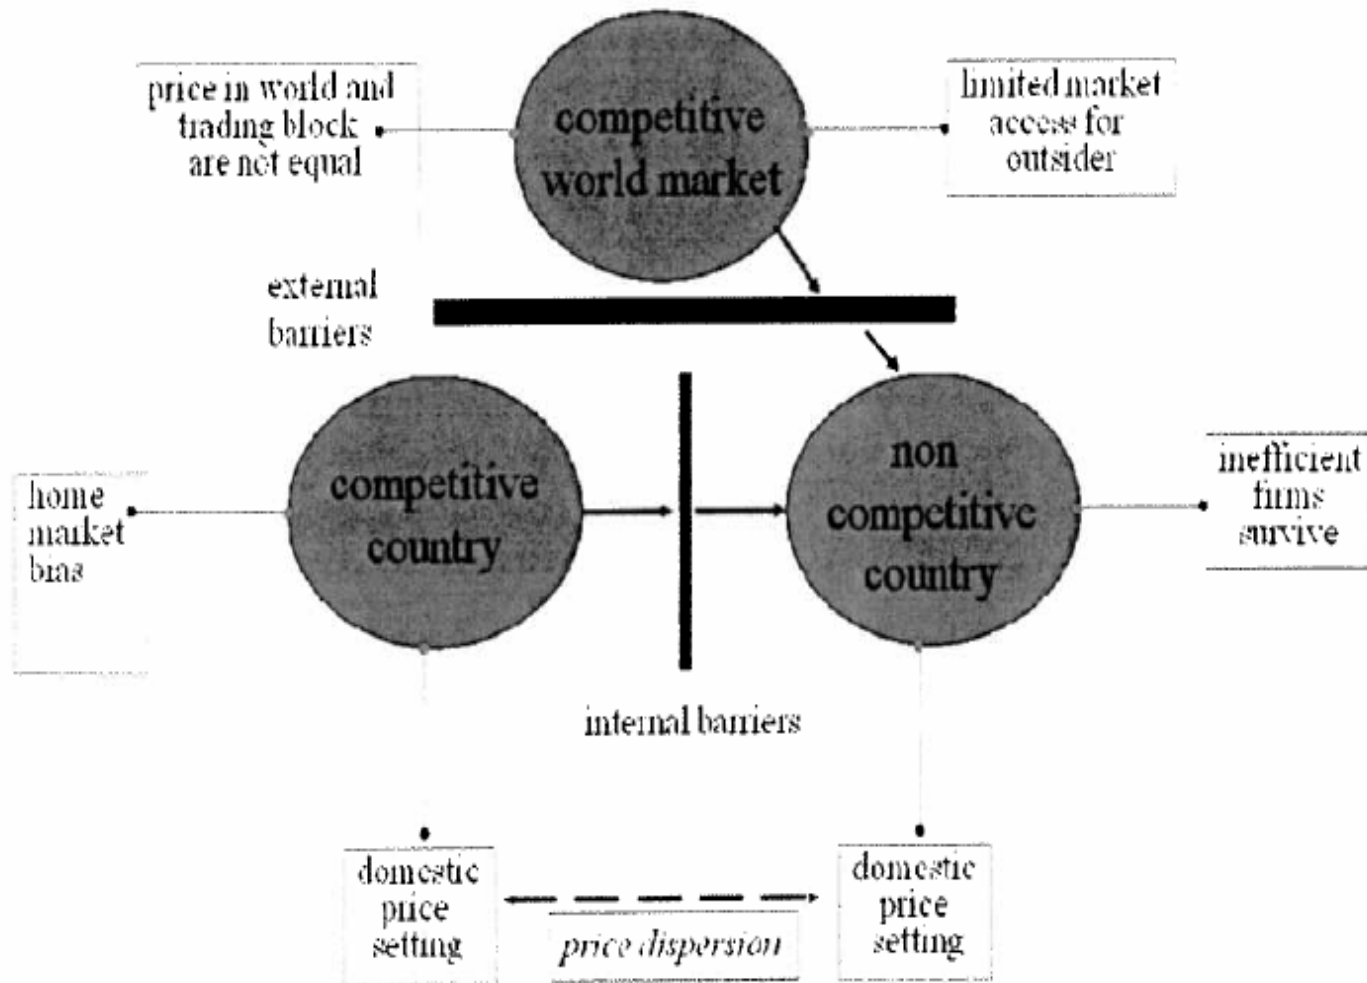 price in world and
trading block
are not equal
competitive
world market
limited market
access for
outsider
external
barriers
home
market
bias
competitive
country
non
competitive
country
inefficient
firms
survive
internal barriers
domestic
price
setting
price dispersion
domestic
price
setting